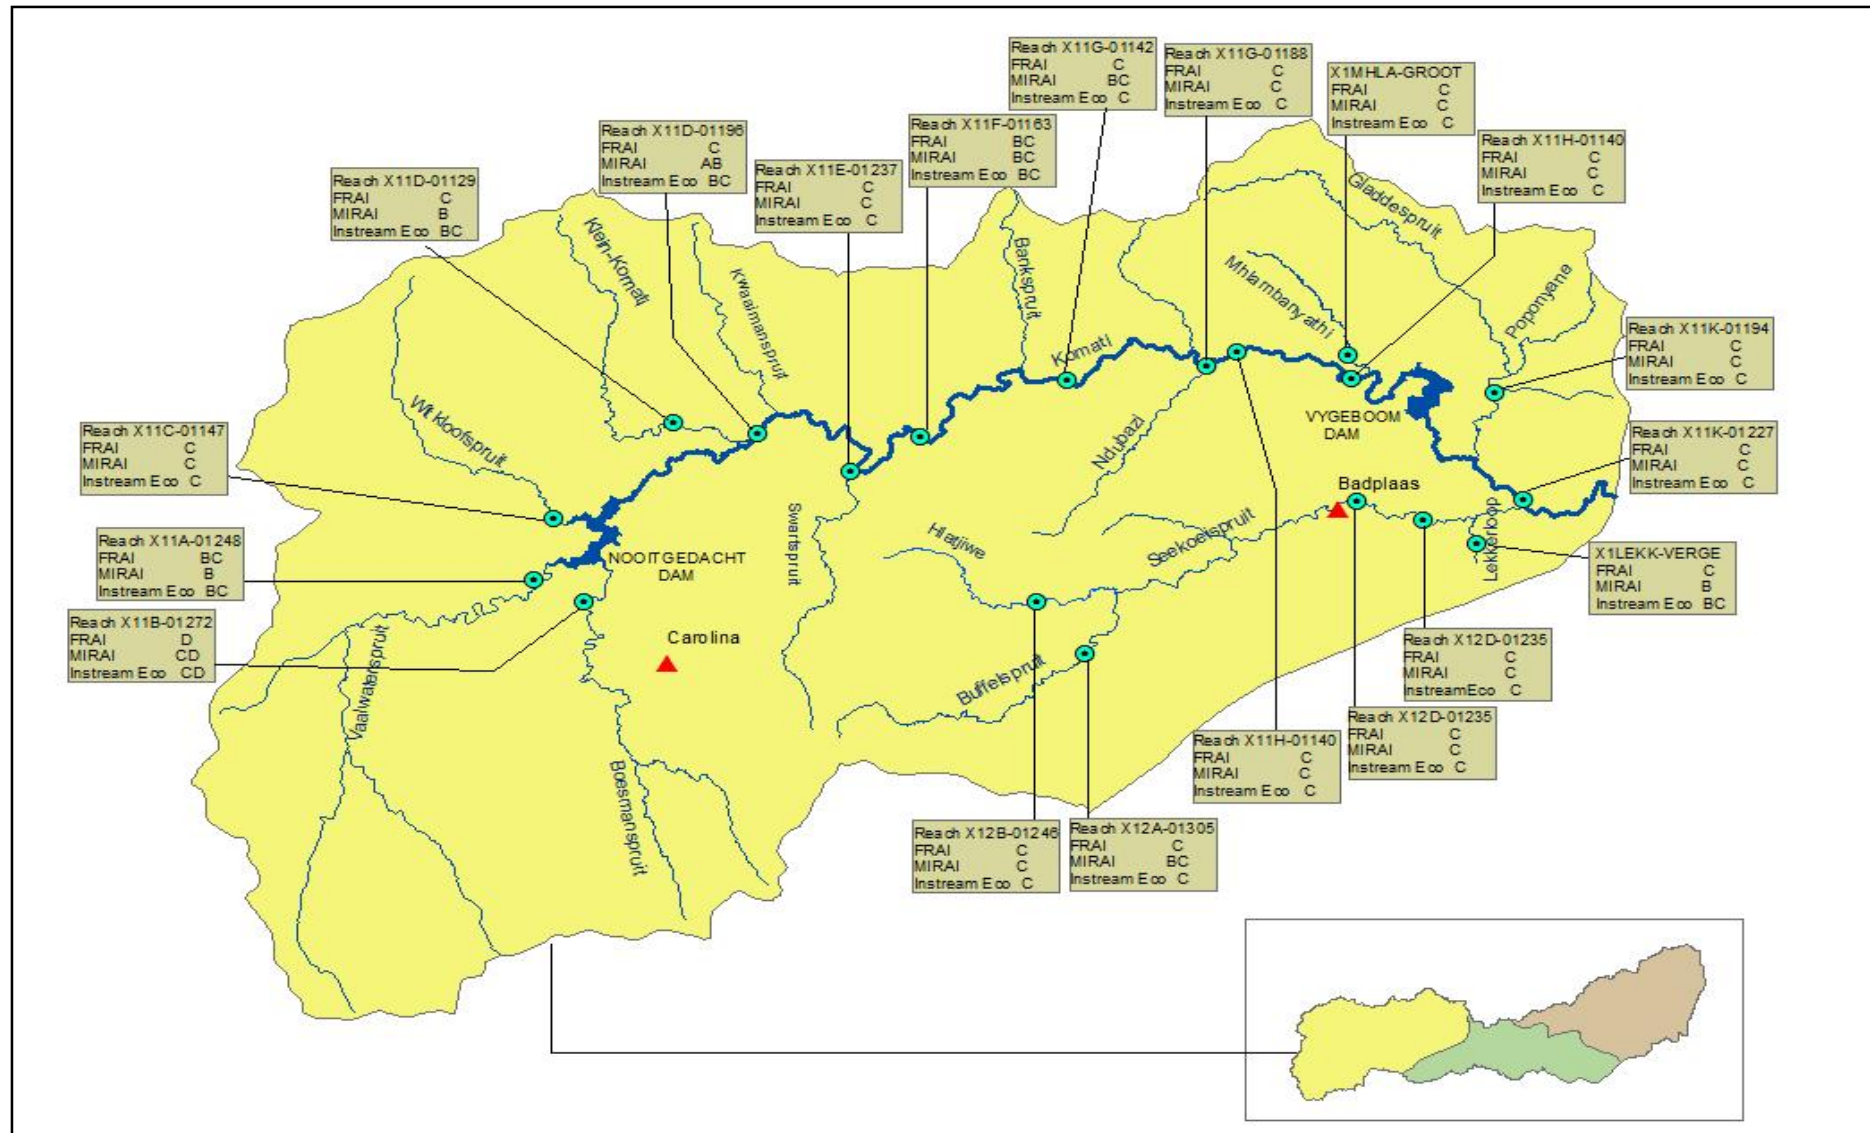 Reach X11G-01142
FRAI C
MIRAI BC
Instream Eco C
Reach X11G-01188
FRAI C
MIRAI C
Instream Eco C
X1MHLA-GROOT
FRAI C
MIRAI C
Instream Eco C
Reach X11D-01196
FRAI C
MIRAI AB
Instream Eco BC
Reach X11F-01163
FRAI BC
MIRAI BC
Instream Eco BC
Reach X11H-01140
FRAI C
MIRAI C
Instream Eco C
Reach X11D-01129
FRAI C
MIRAI B
Instream Eco BC
Reach X11E-01237
FRAI C
MIRAI C
Instream Eco C
Klein-Komati
Kwaaimanspruit
Bankspruit
Gladdespruit
Mhlambanyathi
Poponyane
Komati
Reach X11K-01194
FRAI C
MIRAI C
Instream Eco C
Witkloofspruit
Ndubazi
VYGEBOOM
DAM
Reach X11C-01147
FRAI C
MIRAI C
Instream Eco C
Reach X11K-01227
FRAI C
MIRAI C
Instream Eco C
Badplaas
Swartspruit
Hlatjiwe
Seekoeispruit
Lekkerloop
Reach X11A-01248
FRAI BC
MIRAI B
Instream Eco BC
NOOITGEDACHT
DAM
X1LEKK-VERGE
FRAI C
MIRAI B
Instream Eco BC
Reach X11B-01272
FRAI D
MIRAI CD
Instream Eco CD
Carolina
Vaalwaterspruit
Buffelspruit
Reach X12D-01235
FRAI C
MIRAI C
InstreamEco C
Reach X12D-01235
FRAI C
MIRAI C
Instream Eco C
Reach X11H-01140
FRAI C
MIRAI C
Instream Eco C
Boesmanspruit
Reach X12B-01246
FRAI C
MIRAI C
Instream Eco C
Reach X12A-01305
FRAI C
MIRAI BC
Instream Eco C